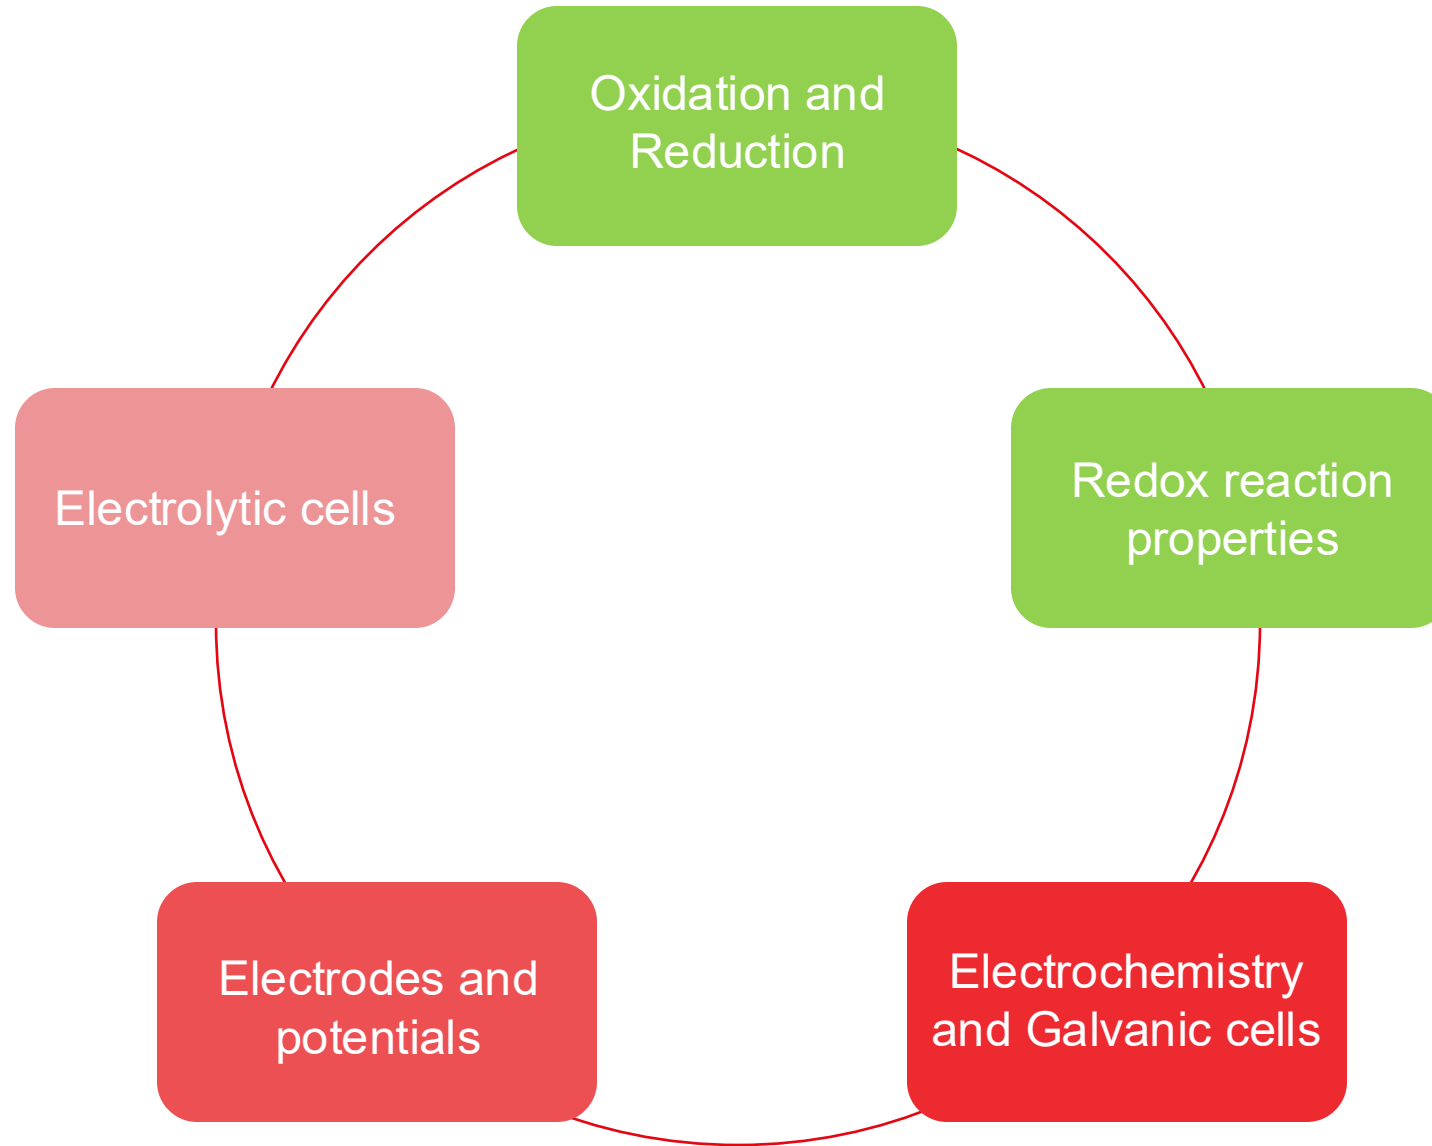 Oxidation and
Reduction
Redox reaction
properties
Electrochemistry
and Galvanic cells
Electrodes and
potentials
Electrolytic cells